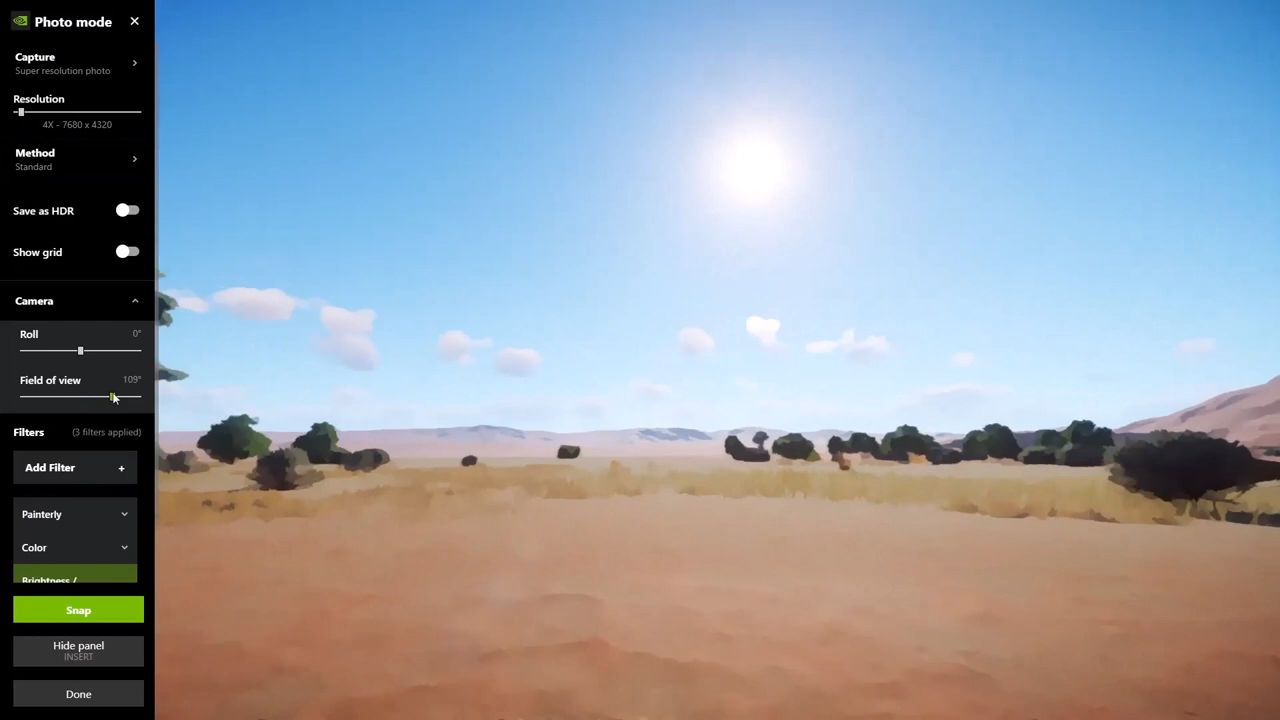 Photo mode
Capture
Super resolution photo
Resolution
4X - 7680 x 4320
Method
Standard
Save as HDR
Show grid
Camera
Roll 0°
Field of view 109°
Filters (3 filters applied)
Add Filter +
Painterly
Color
Brightness /
Snap
Hide panel
INSERT
Done